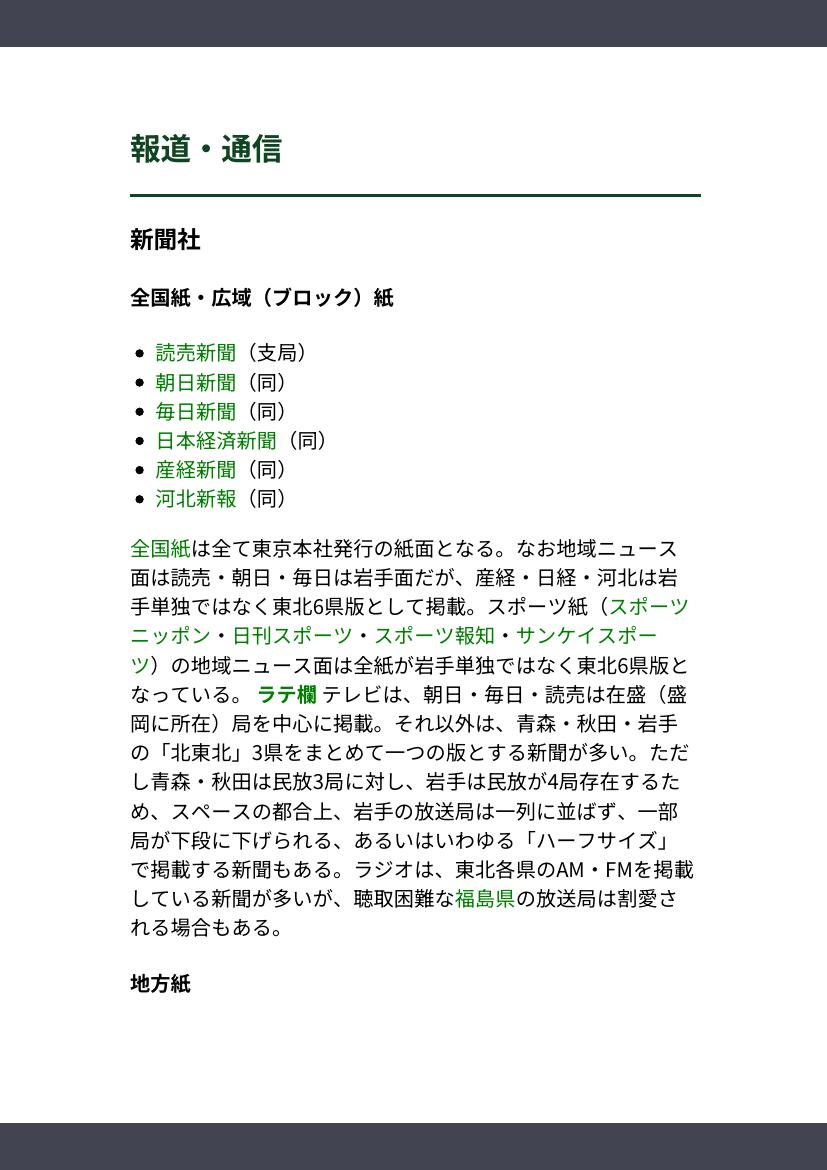 報道・通信
新聞社
全国紙・広域（ブロック）紙
• 読売新聞（支局）
• 朝日新聞（同）
• 毎日新聞（同）
• 日本経済新聞（同）
• 産経新聞（同）
• 河北新報（同）
全国紙は全て東京本社発行の紙面となる。なお地域ニュース
面は読売・朝日・毎日は岩手面だが、産経・日経・河北は岩
手単独ではなく東北6県版として掲載。スポーツ紙（スポーツ
ニッポン・日刊スポーツ・スポーツ報知・サンケイスポー
ツ）の地域ニュース面は全紙が岩手単独ではなく東北6県版と
なっている。 ラテ欄 テレビは、朝日・毎日・読売は在盛（盛
岡に所在）局を中心に掲載。それ以外は、青森・秋田・岩手
の「北東北」3県をまとめて一つの版とする新聞が多い。ただ
し青森・秋田は民放3局に対し、岩手は民放が4局存在するた
め、スペースの都合上、岩手の放送局は一列に並ばず、一部
局が下段に下げられる、あるいはいわゆる「ハーフサイズ」
で掲載する新聞もある。ラジオは、東北各県のAM・FMを掲載
している新聞が多いが、聴取困難な福島県の放送局は割愛さ
れる場合もある。
地方紙